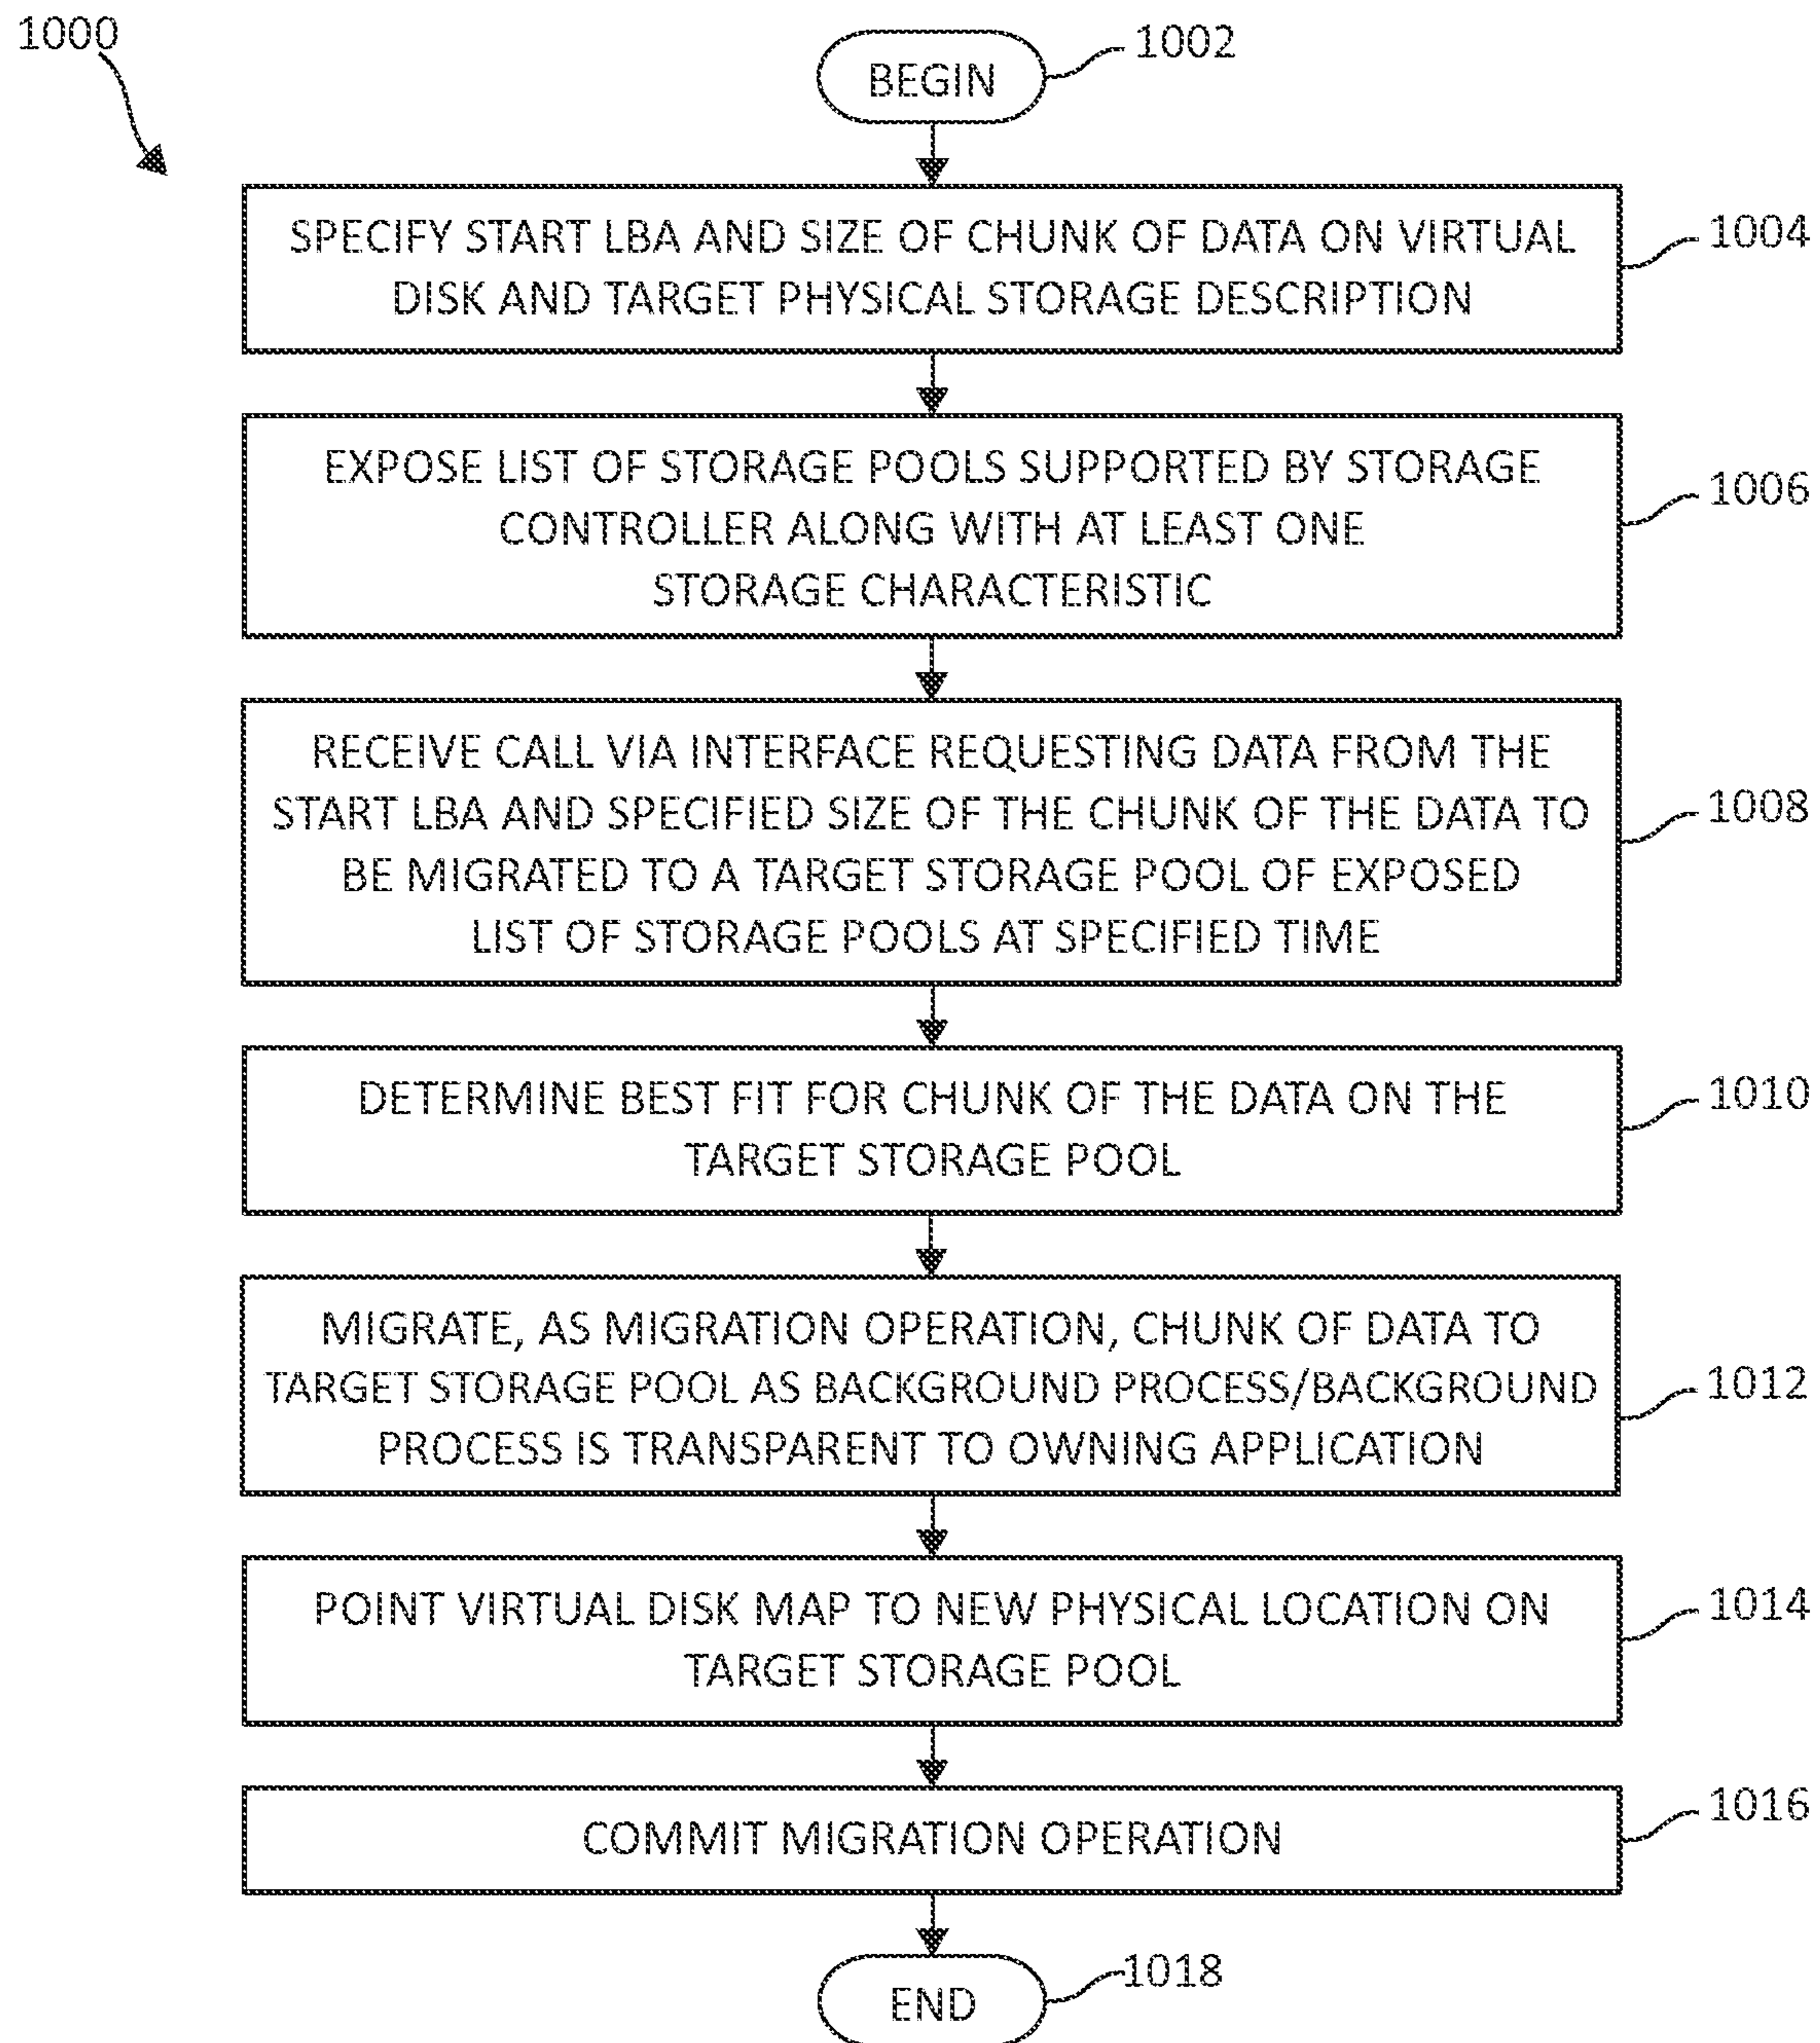 1000
BEGIN
1002
SPECIFY START LBA AND SIZE OF CHUNK OF DATA ON VIRTUAL
DISK AND TARGET PHYSICAL STORAGE DESCRIPTION
1004
EXPOSE LIST OF STORAGE POOLS SUPPORTED BY STORAGE
CONTROLLER ALONG WITH AT LEAST ONE
STORAGE CHARACTERISTIC
1006
RECEIVE CALL VIA INTERFACE REQUESTING DATA FROM THE
START LBA AND SPECIFIED SIZE OF THE CHUNK OF THE DATA TO
BE MIGRATED TO A TARGET STORAGE POOL OF EXPOSED
LIST OF STORAGE POOLS AT SPECIFIED TIME
1008
DETERMINE BEST FIT FOR CHUNK OF THE DATA ON THE
TARGET STORAGE POOL
1010
MIGRATE, AS MIGRATION OPERATION, CHUNK OF DATA TO
TARGET STORAGE POOL AS BACKGROUND PROCESS/BACKGROUND
PROCESS IS TRANSPARENT TO OWNING APPLICATION
1012
POINT VIRTUAL DISK MAP TO NEW PHYSICAL LOCATION ON
TARGET STORAGE POOL
1014
COMMIT MIGRATION OPERATION
1016
END
1018